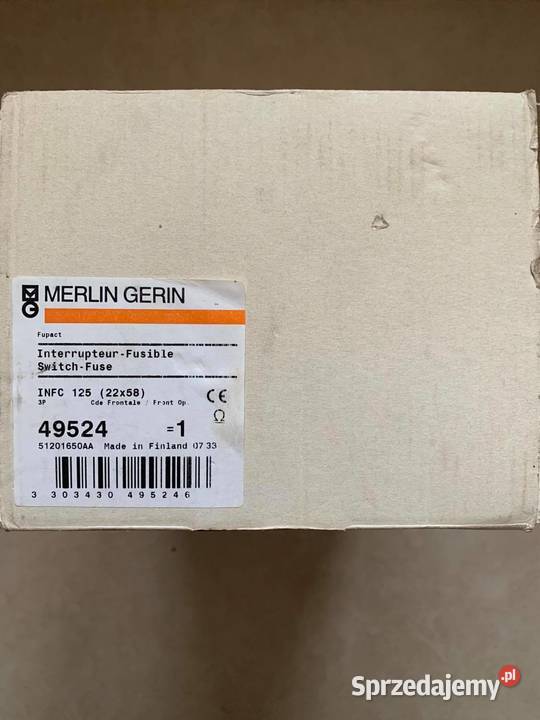 MG MERLIN GERIN
Fupact
Interrupteur-Fusible
Switch-Fuse
INFC 125 (22x58)
CE
3P Cde Frontale / Front Op.
49524 =1
51201650AA Made in Finland 07 33
3 303430 495246
Sprzedajemy.pl